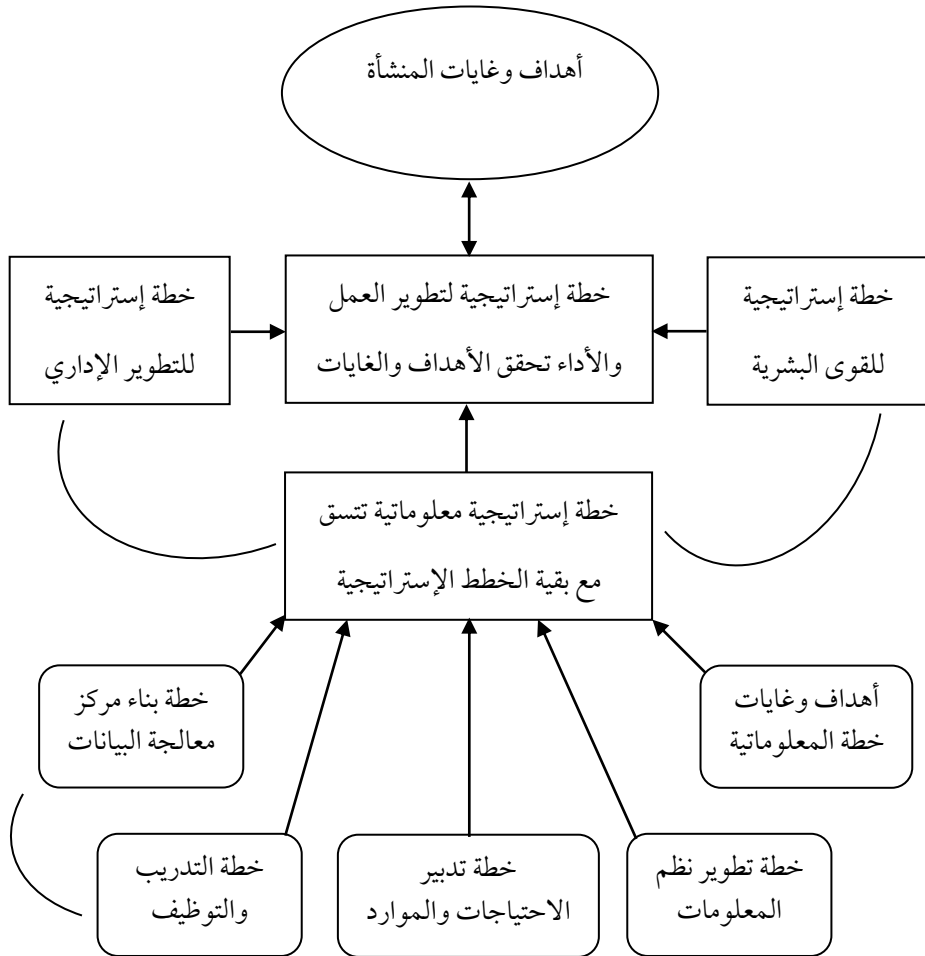 أهداف وغايات المنشأة
خطة إستراتيجية
للقوى البشرية
خطة إستراتيجية لتطوير العمل
والأداء تحقق الأهداف والغايات
خطة إستراتيجية
للتطوير الإداري
خطة إستراتيجية معلوماتية تتسق
مع بقية الخطط الإستراتيجية
أهداف وغايات
خطة المعلوماتية
خطة بناء مركز
معالجة البيانات
خطة تطوير نظم
المعلومات
خطة تدبير
الاحتياجات والموارد
خطة التدريب
والتوظيف